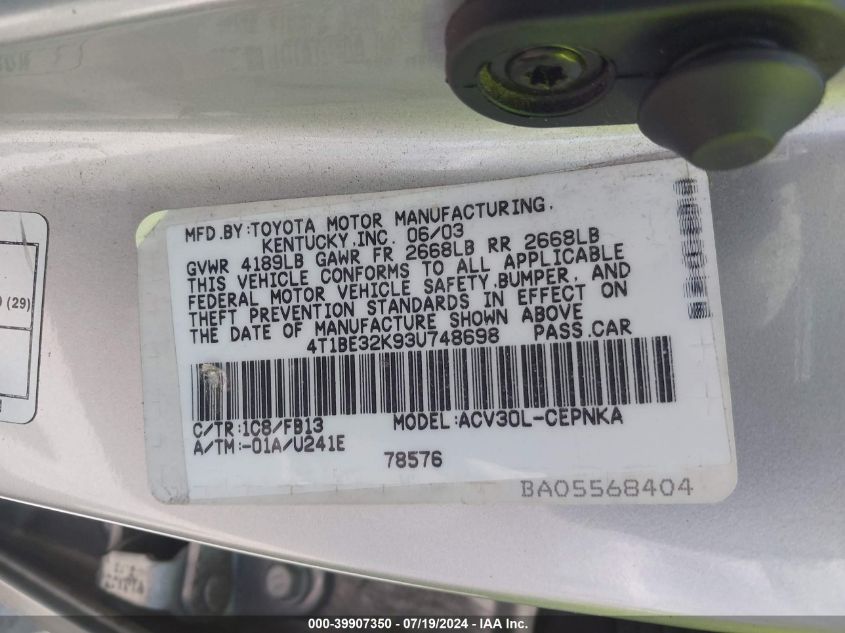 MFD.BY:TOYOTA MOTOR MANUFACTURING,
KENTUCKY,INC. 06/03
GVWR 4189LB GAWR FR 2668LB RR 2668LB
THIS VEHICLE CONFORMS TO ALL APPLICABLE
FEDERAL MOTOR VEHICLE SAFETY,BUMPER, AND
THEFT PREVENTION STANDARDS IN EFFECT ON
THE DATE OF MANUFACTURE SHOWN ABOVE
4T1BE32K93U748698 PASS.CAR
C/TR:1C8/FB13 MODEL:ACV30L-CEPNKA
A/TM:-01A/U241E
78576
BA05568404
(29)
TOYOTA
000-39907350 / 07/19/2024 - IAA Inc.